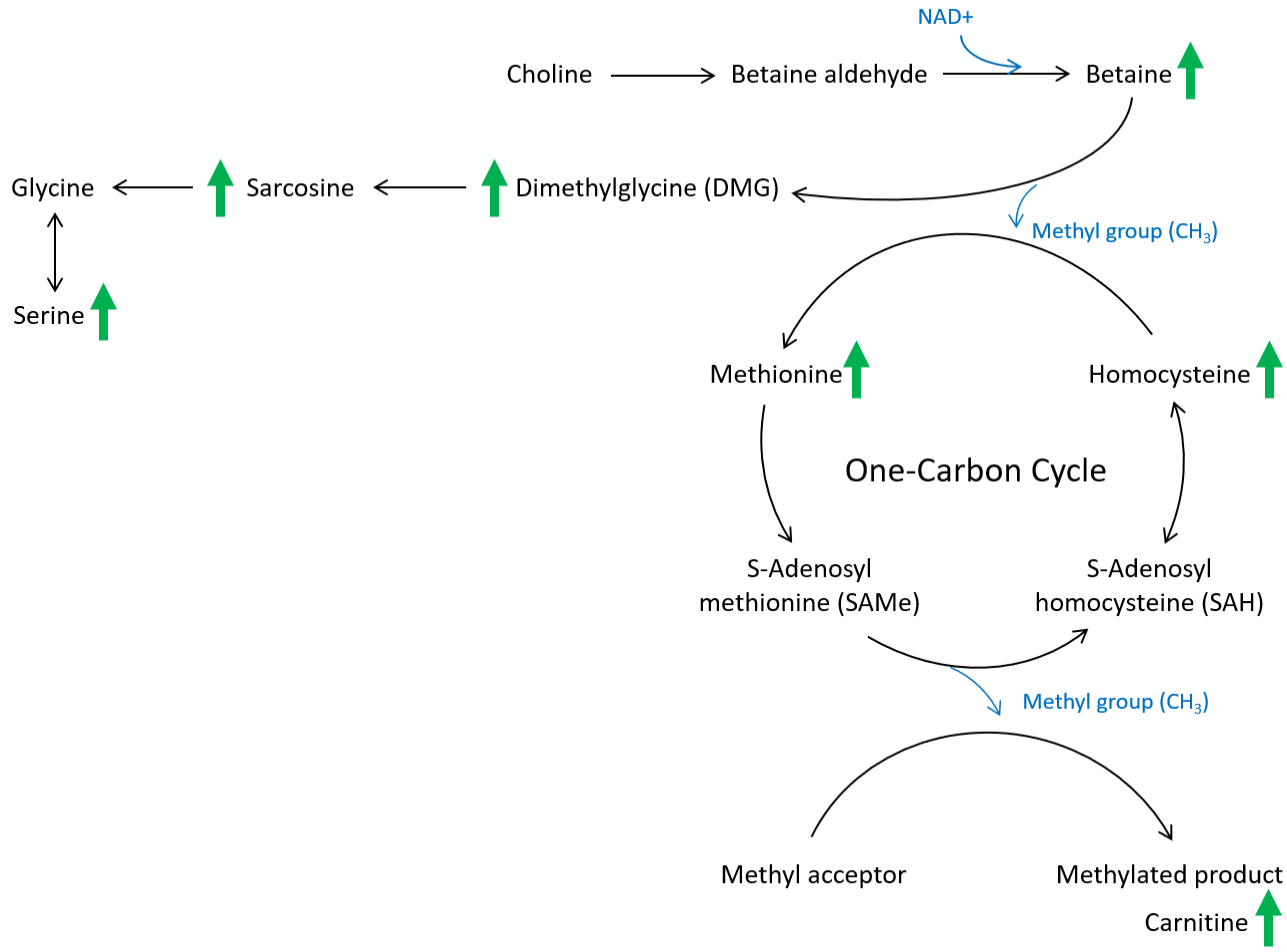 NAD+
Choline
Betaine aldehyde
Betaine
Glycine
Sarcosine
Dimethylglycine (DMG)
Methyl group (CH₃)
Serine
Methionine
Homocysteine
One-Carbon Cycle
S-Adenosyl
methionine (SAMe)
S-Adenosyl
homocysteine (SAH)
Methyl group (CH₃)
Methyl acceptor
Methylated product
Carnitine